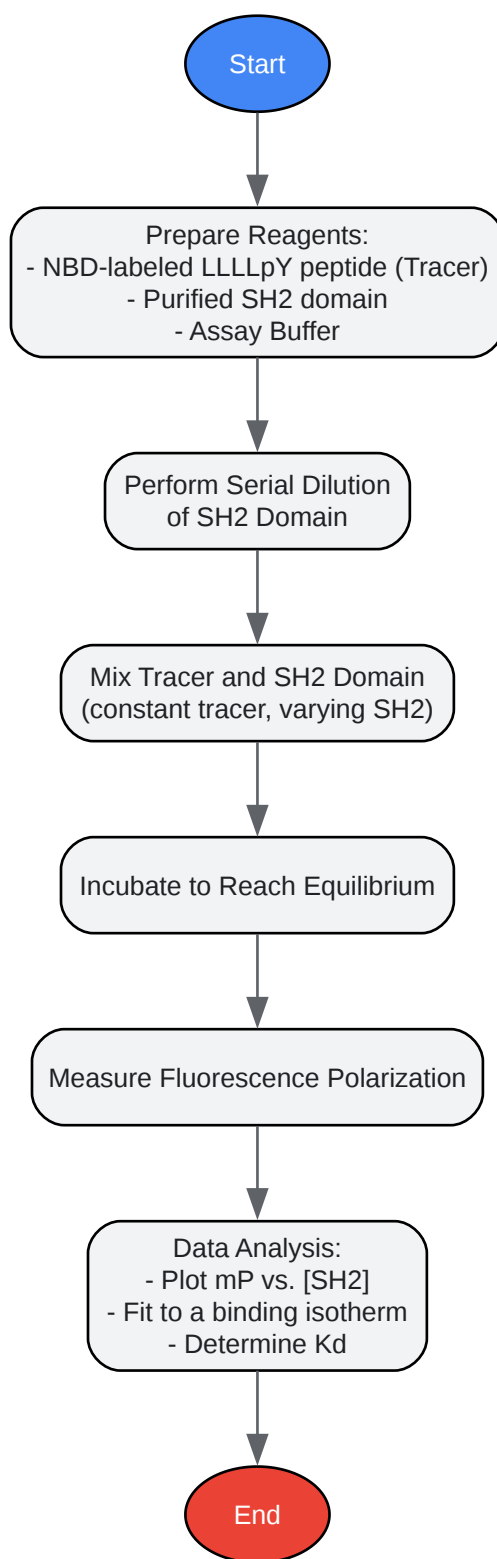 Start
Prepare Reagents:
- NBD-labeled LLLLpY peptide (Tracer)
- Purified SH2 domain
- Assay Buffer
Perform Serial Dilution
of SH2 Domain
Mix Tracer and SH2 Domain
(constant tracer, varying SH2)
Incubate to Reach Equilibrium
Measure Fluorescence Polarization
Data Analysis:
- Plot mP vs. [SH2]
- Fit to a binding isotherm
- Determine Kd
End